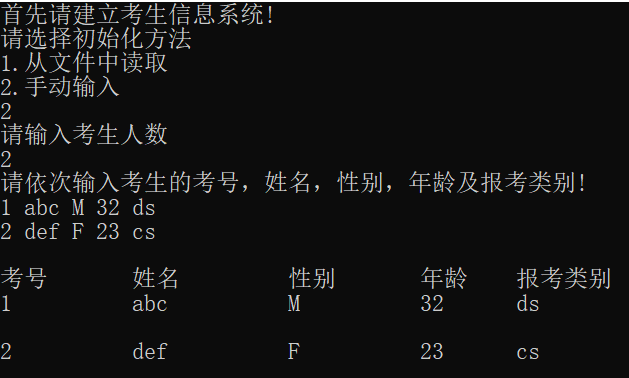 首先请建立考生信息系统!
请选择初始化方法
1.从文件中读取
2.手动输入
2
请输入考生人数
2
请依次输入考生的考号，姓名，性别，年龄及报考类别!
1 abc M 32 ds
2 def F 23 cs
考号 姓名 性别 年龄 报考类别
1 abc M 32 ds
2 def F 23 cs